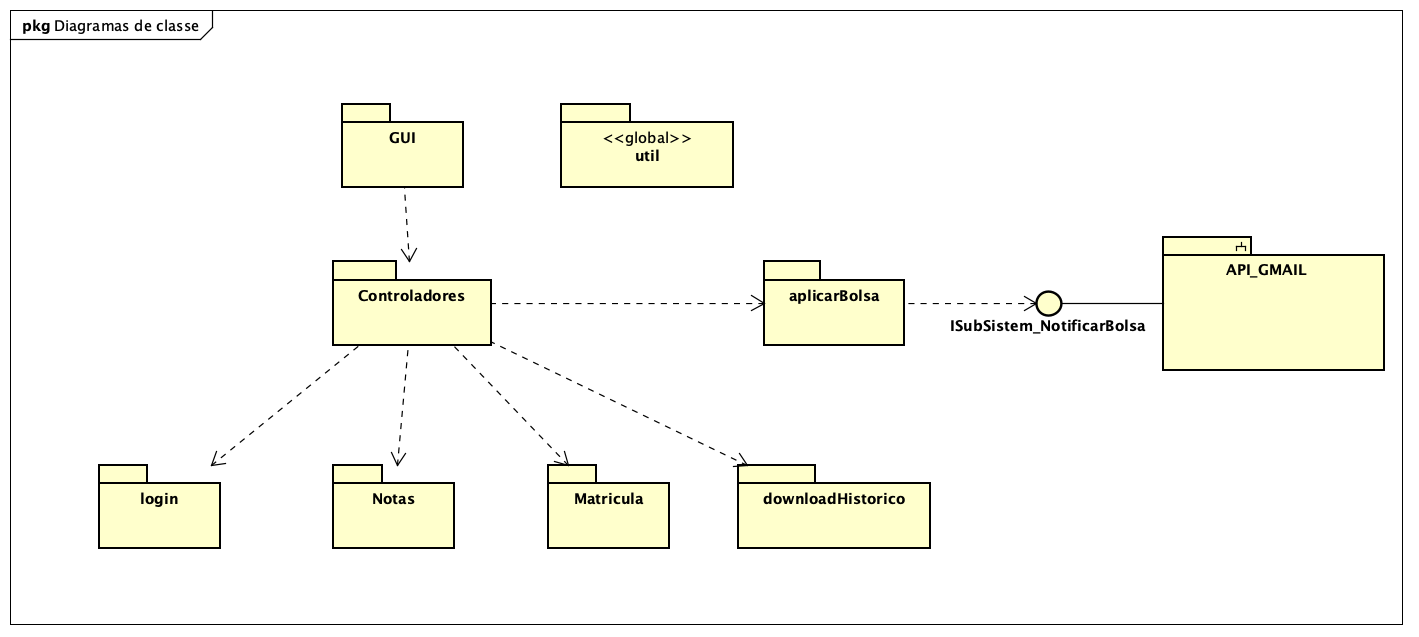 pkg Diagramas de classe
GUI
<<global>>
util
Controladores
aplicarBolsa
ISubSistem_NotificarBolsa
API_GMAIL
login
Notas
Matricula
downloadHistorico